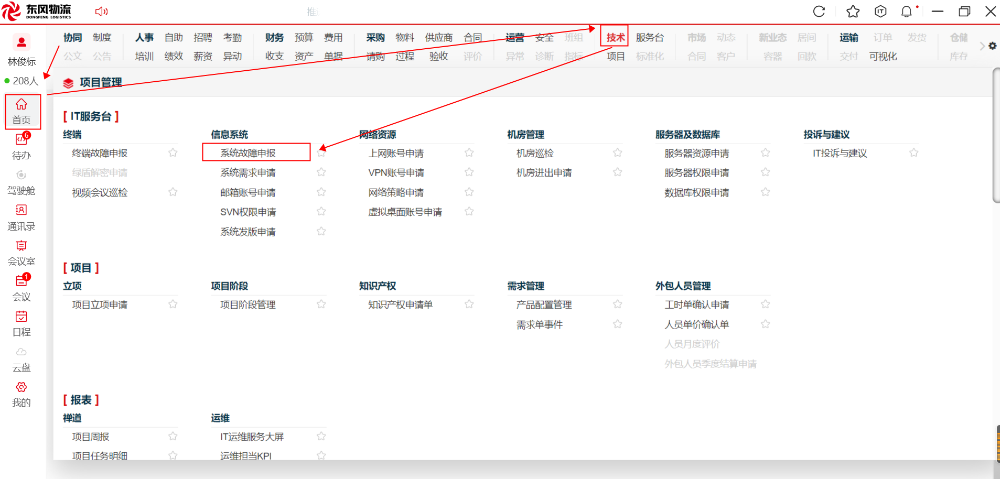 东风物流
DONGFENG LOGISTICS
推
林俊标
208人
首页
6
待办
驾驶舱
通讯录
会议室
1
会议
日程
云盘
我的
协同 制度 人事 自助 招聘 考勤 财务 预算 费用 采购 物料 供应商 合同 运营 安全 班组 技术 服务台 市场 动态 新业态 居间 运输 订单 发货 仓储
公文 公告 培训 绩效 薪资 异动 收支 资产 单据 请购 过程 验收 评价 异常 诊断 指标 项目 标准化 合同 客户 容器 回款 交付 可视化 库存
项目管理
[ IT服务台 ]
终端 信息系统 网络资源 机房管理 服务器及数据库 投诉与建议
终端故障申报 系统故障申报 上网账号申请 机房巡检 服务器资源申请 IT投诉与建议
绿盾解密申请 系统需求申请 VPN账号申请 机房进出申请 服务器权限申请
视频会议巡检 邮箱账号申请 网络策略申请 数据库权限申请
SVN权限申请 虚拟桌面账号申请
系统发版申请
[ 项目 ]
立项 项目阶段 知识产权 需求管理 外包人员管理
项目立项申请 项目阶段管理 知识产权申请单 产品配置管理 工时单确认申请
需求单事件 人员单价确认单
人员月度评价
外包人员季度结算申请
[ 报表 ]
禅道 运维
项目周报 IT运维服务大屏
项目任务明细 运维担当KPI